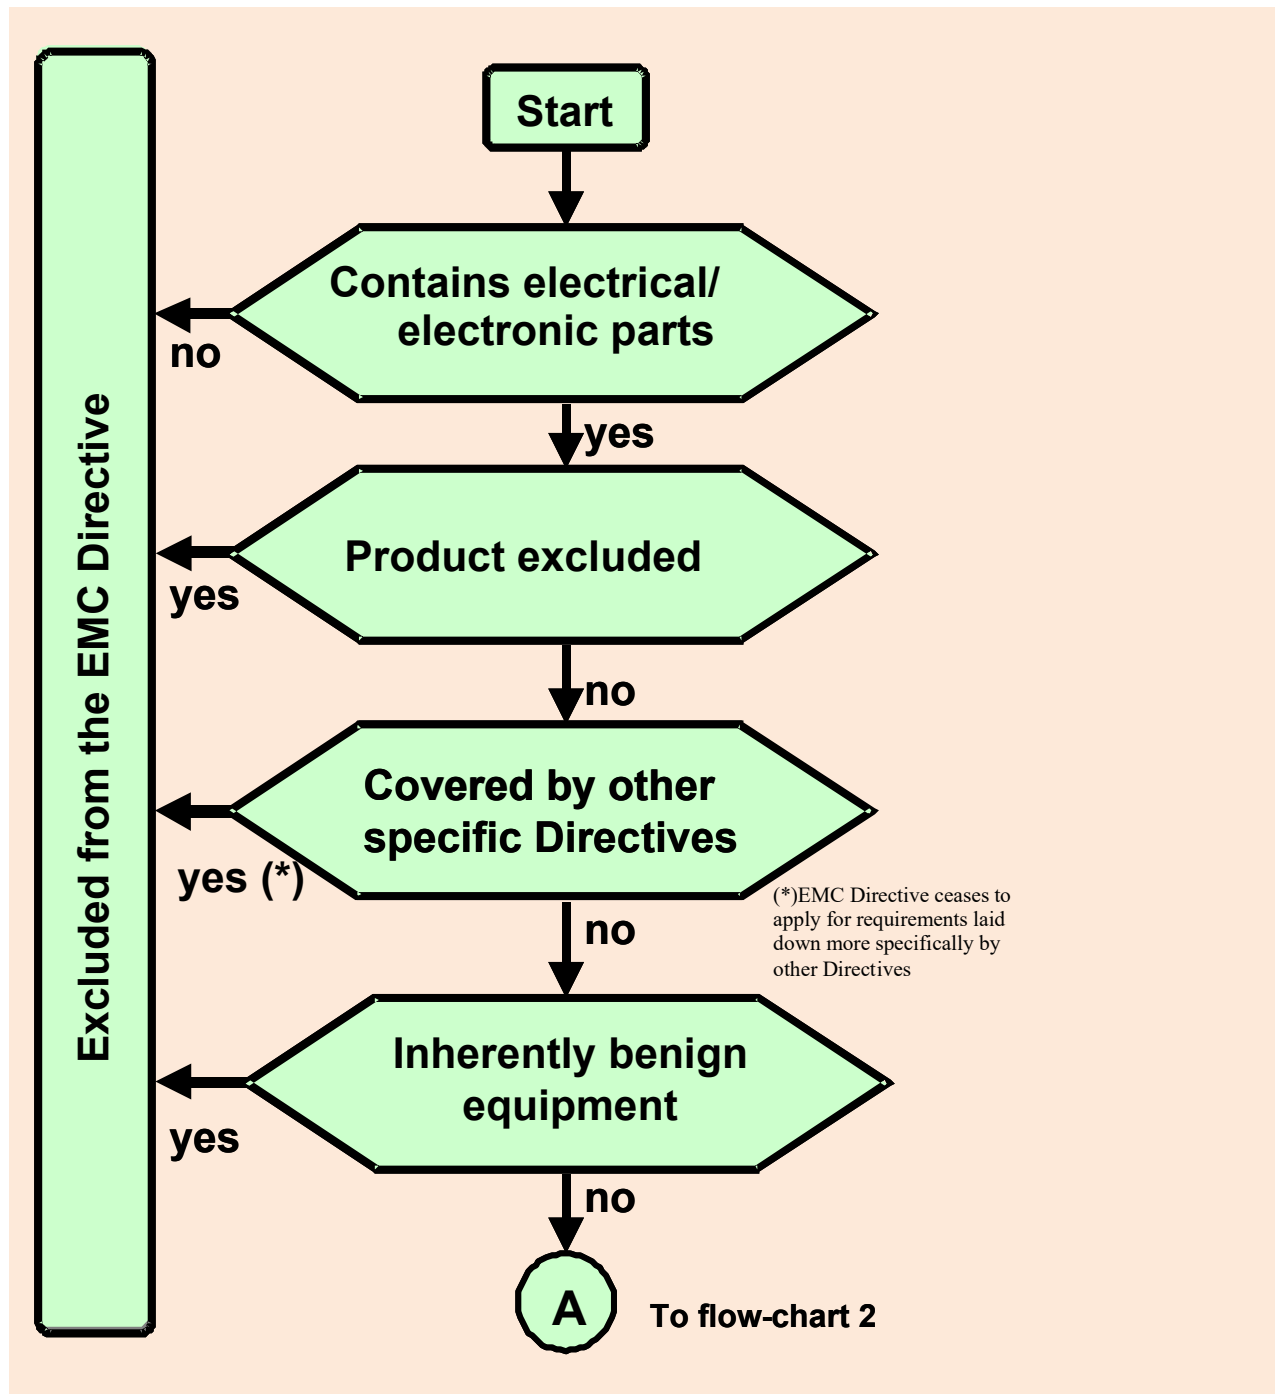 Start
Contains electrical/
electronic parts
no
yes
Product excluded
yes
no
Covered by other
specific Directives
yes (*)
(*)EMC Directive ceases to
apply for requirements laid
down more specifically by
other Directives
no
Inherently benign
equipment
yes
no
A
To flow-chart 2
Excluded from the EMC Directive